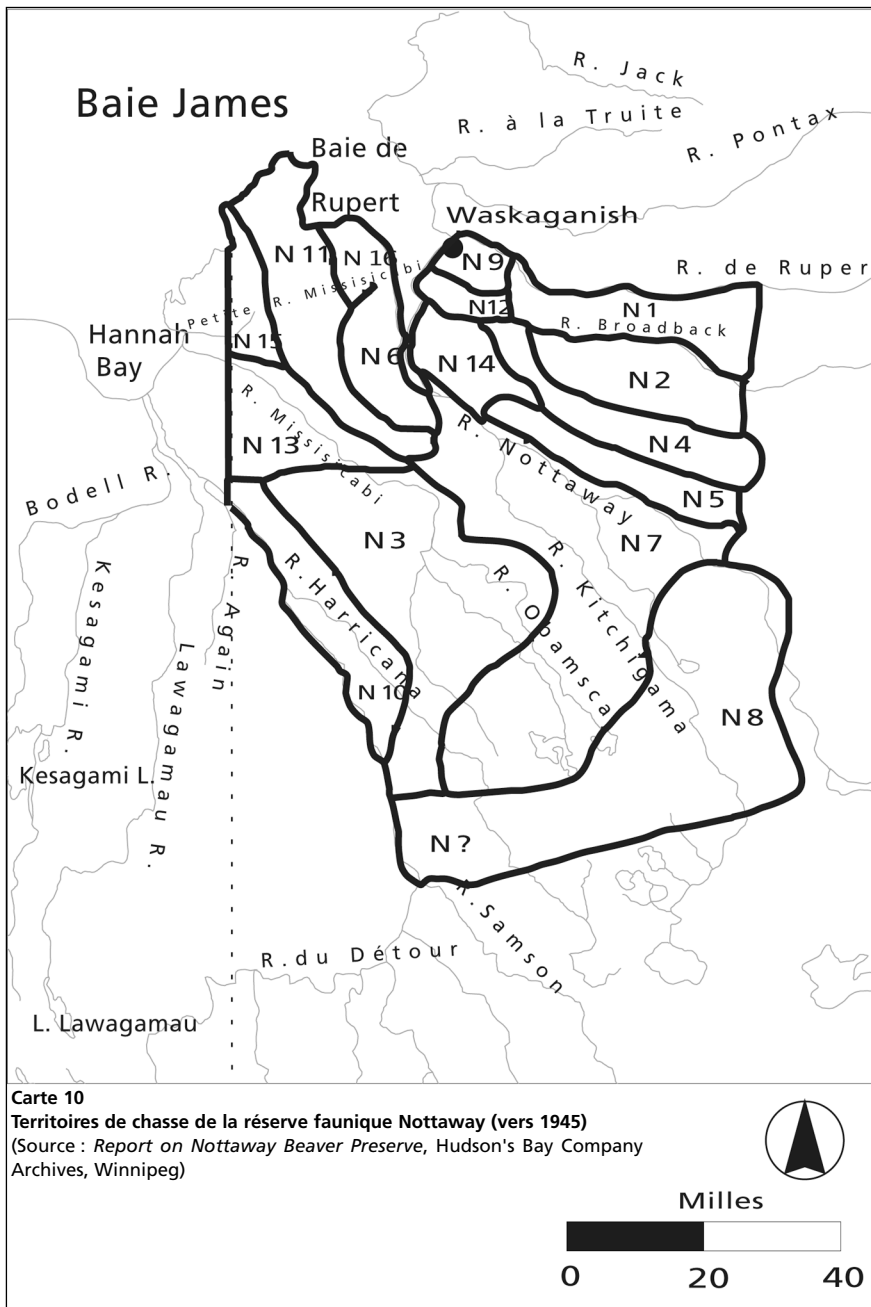 R. Jack
Baie James
R. à la Truite
R. Pontax
Baie de
Rupert
Waskaganish
N 11
N 16
N 9
R. de Ruper
Petite R. Missisicabi
N 12
N 1
R. Broadback
Hannah
Bay
N 15
N 6
N 14
N 2
R. Missisicabi
N 13
R. Nottaway
N 4
Bodell R.
N 5
N 3
N 7
Kesagami R.
R. Again
R. Harricana
R. Obamsca
R. Kitchigama
Lawagamau R.
N 10
N 8
Kesagami L.
N ?
R. Samson
R.du Détour
L. Lawagamau
Carte 10
Territoires de chasse de la réserve faunique Nottaway (vers 1945)
(Source : Report on Nottaway Beaver Preserve, Hudson's Bay Company
Archives, Winnipeg)
Milles
0 20 40